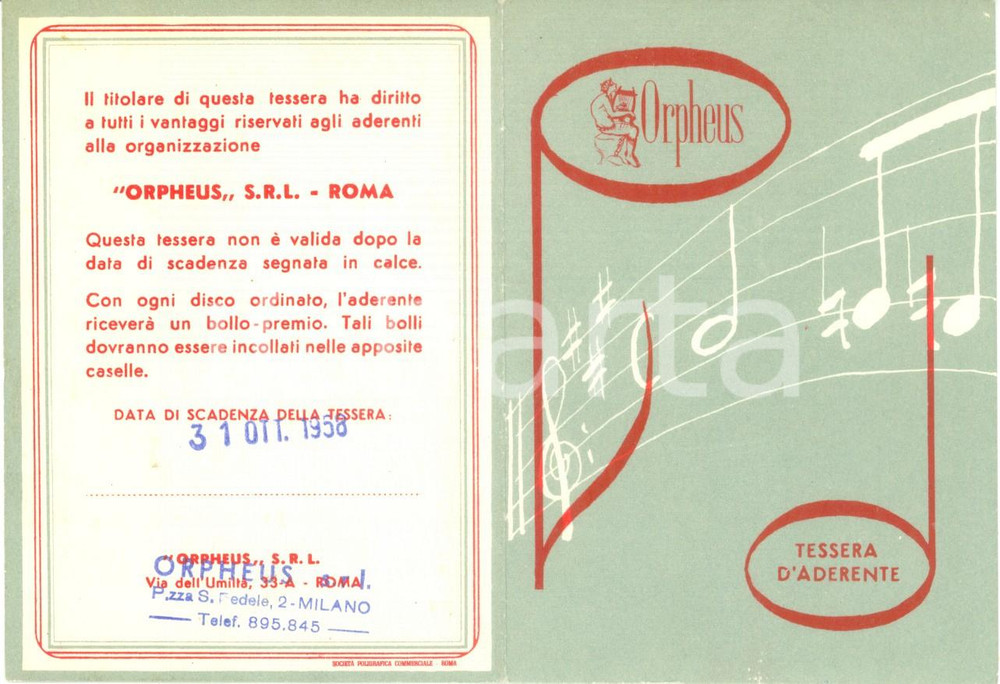 Il titolare di questa tessera ha diritto
a tutti i vantaggi riservati agli aderenti
alla organizzazione
"ORPHEUS,, S.R.L. - ROMA
Questa tessera non è valida dopo la
data di scadenza segnata in calce.
Con ogni disco ordinato, l'aderente
riceverà un bollo-premio. Tali bolli
dovranno essere incollati nelle apposite
caselle.
DATA DI SCADENZA DELLA TESSERA:
31 OTT. 1958
"ORPHEUS,, S.R.L.
Via dell'Umiltà, 33-A - ROMA
ORPHEUS s.r.l.
P.zza S. Fedele, 2-MILANO
Telef. 895.845
SOCIETÀ POLIGRAFICA COMMERCIALE - ROMA
Orpheus
TESSERA
D'ADERENTE